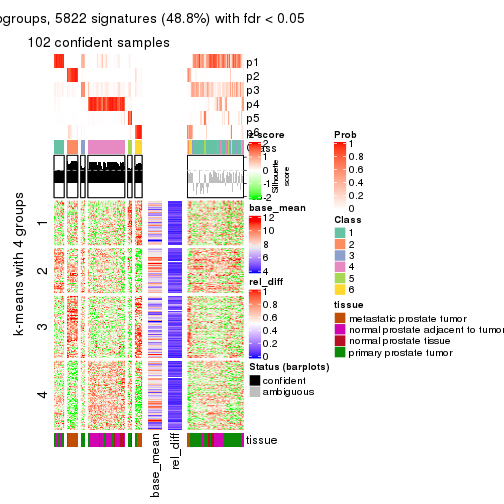 ogroups, 5822 signatures (48.8%) with fdr < 0.05
102 confident samples
p1
p2
p3
p4
p5
p6
Class
1
0
Silhouette
score
k-means with 4 groups
1
2
3
4
base_mean
rel_diff
tissue
z-score
2
1
0
-1
-2
base_mean
12
10
8
6
4
rel_diff
1
0.8
0.6
0.4
0.2
0
Status (barplots)
confident
ambiguous
Prob
1
0.8
0.6
0.4
0.2
0
Class
1
2
3
4
5
6
tissue
metastatic prostate tumor
normal prostate adjacent to tumor
normal prostate tissue
primary prostate tumor